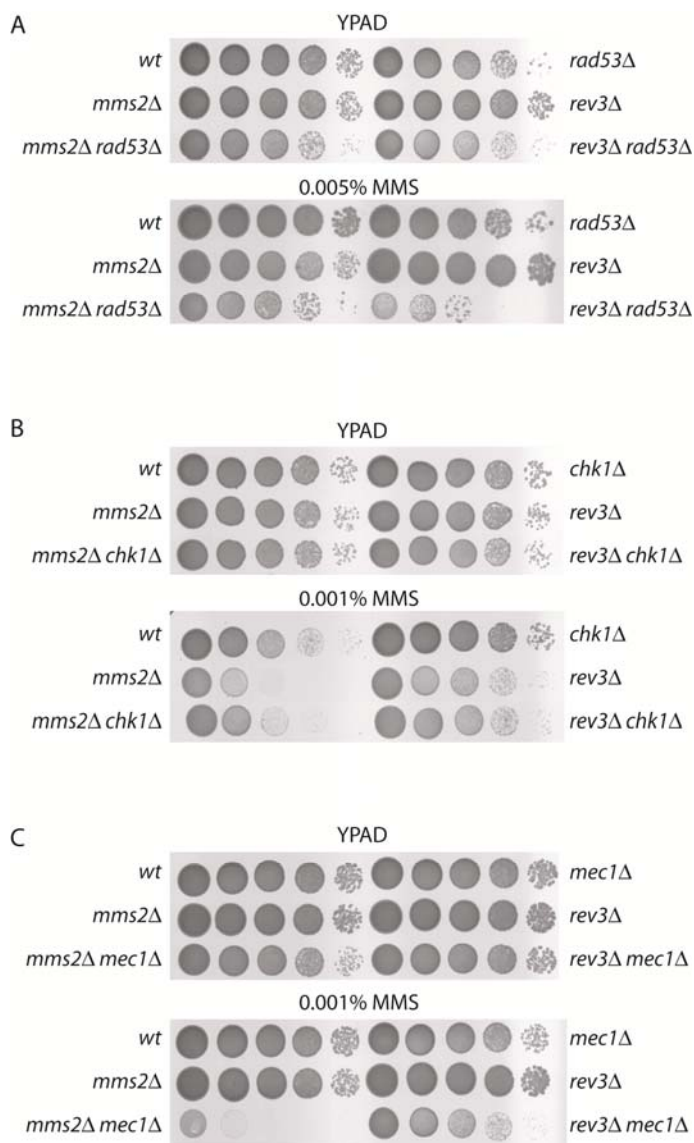 A
YPAD
wt rad53Δ
mms2Δ rev3Δ
mms2Δ rad53Δ rev3Δ rad53Δ
0.005% MMS
wt rad53Δ
mms2Δ rev3Δ
mms2Δ rad53Δ rev3Δ rad53Δ
B
YPAD
wt chk1Δ
mms2Δ rev3Δ
mms2Δ chk1Δ rev3Δ chk1Δ
0.001% MMS
wt chk1Δ
mms2Δ rev3Δ
mms2Δ chk1Δ rev3Δ chk1Δ
C
YPAD
wt mec1Δ
mms2Δ rev3Δ
mms2Δ mec1Δ rev3Δ mec1Δ
0.001% MMS
wt mec1Δ
mms2Δ rev3Δ
mms2Δ mec1Δ rev3Δ mec1Δ